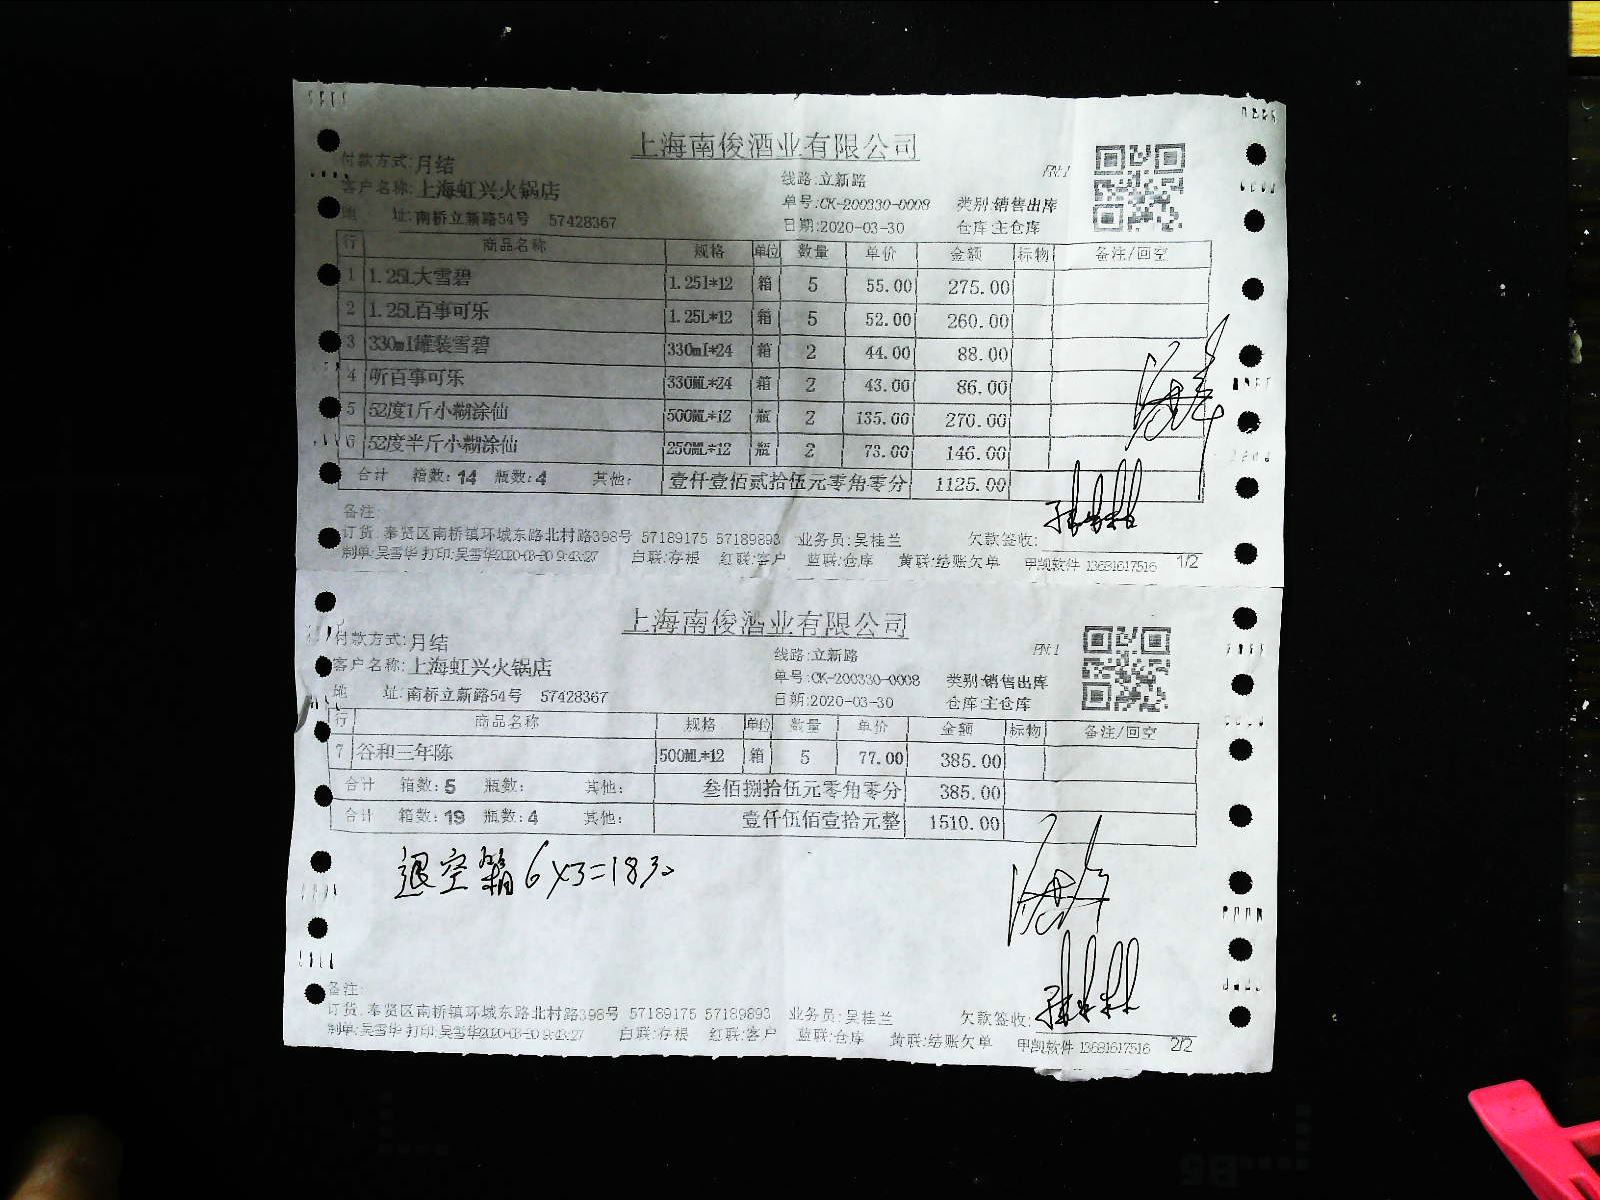 上海南俊酒业有限公司
付款方式:月结 线路:立新路
客户名称:上海虹兴火锅店 单号:CK-200330-0008 类别:销售出库
地 址:南桥立新路54号 57428367 日期:2020-03-30 仓库:主仓库
行 商品名称 规格 单位 数量 单价 金额 标物 备注/回空
1 1.25L大雪碧 1.25l*12 箱 5 55.00 275.00
2 1.25L百事可乐 1.25L*12 箱 5 52.00 260.00
3 330ml罐装雪碧 330ml*24 箱 2 44.00 88.00
4 听百事可乐 330ML*24 箱 2 43.00 86.00
5 52度1斤小糊涂仙 500ML*12 瓶 2 135.00 270.00
6 52度半斤小糊涂仙 250ML*12 瓶 2 73.00 146.00
合计 箱数:14 瓶数:4 其他: 壹仟壹佰贰拾伍元零角零分 1125.00
备注:
订货:奉贤区南桥镇环城东路北村路398号 57189175 57189893 业务员:吴桂兰 欠款签收:
制单:吴雪华 打印:吴雪华 白联:存根 红联:客户 蓝联:仓库 黄联:结账欠单 甲凯软件 13681617516 1/2
上海南俊酒业有限公司
付款方式:月结 线路:立新路
客户名称:上海虹兴火锅店 单号:CK-200330-0008 类别:销售出库
地 址:南桥立新路54号 57428367 日期:2020-03-30 仓库:主仓库
行 商品名称 规格 单位 数量 单价 金额 标物 备注/回空
7 谷和三年陈 500ML*12 箱 5 77.00 385.00
合计 箱数:5 瓶数: 其他: 叁佰捌拾伍元零角零分 385.00
合计 箱数:19 瓶数:4 其他: 壹仟伍佰壹拾元整 1510.00
退空箱6×3=18元
备注:
订货:奉贤区南桥镇环城东路北村路398号 57189175 57189893 业务员:吴桂兰 欠款签收:
制单:吴雪华 打印:吴雪华 白联:存根 红联:客户 蓝联:仓库 黄联:结账欠单 甲凯软件 13681617516 2/2